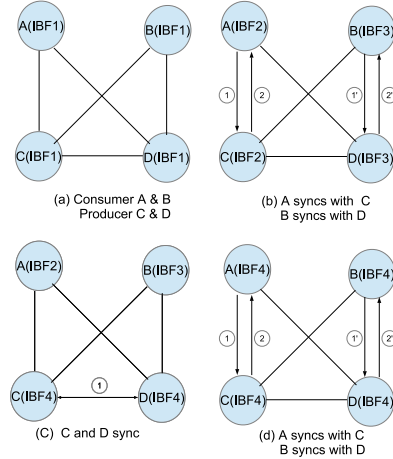 A(IBF1)
B(IBF1)
C(IBF1)
D(IBF1)
(a) Consumer A & B
Producer C & D
A(IBF2)
B(IBF3)
1
2
1'
2'
C(IBF2)
D(IBF3)
(b) A syncs with C
B syncs with D
A(IBF2)
B(IBF3)
1
C(IBF4)
D(IBF4)
(C) C and D sync
A(IBF4)
B(IBF4)
1
2
1'
2'
C(IBF4)
D(IBF4)
(d) A syncs with C
B syncs with D